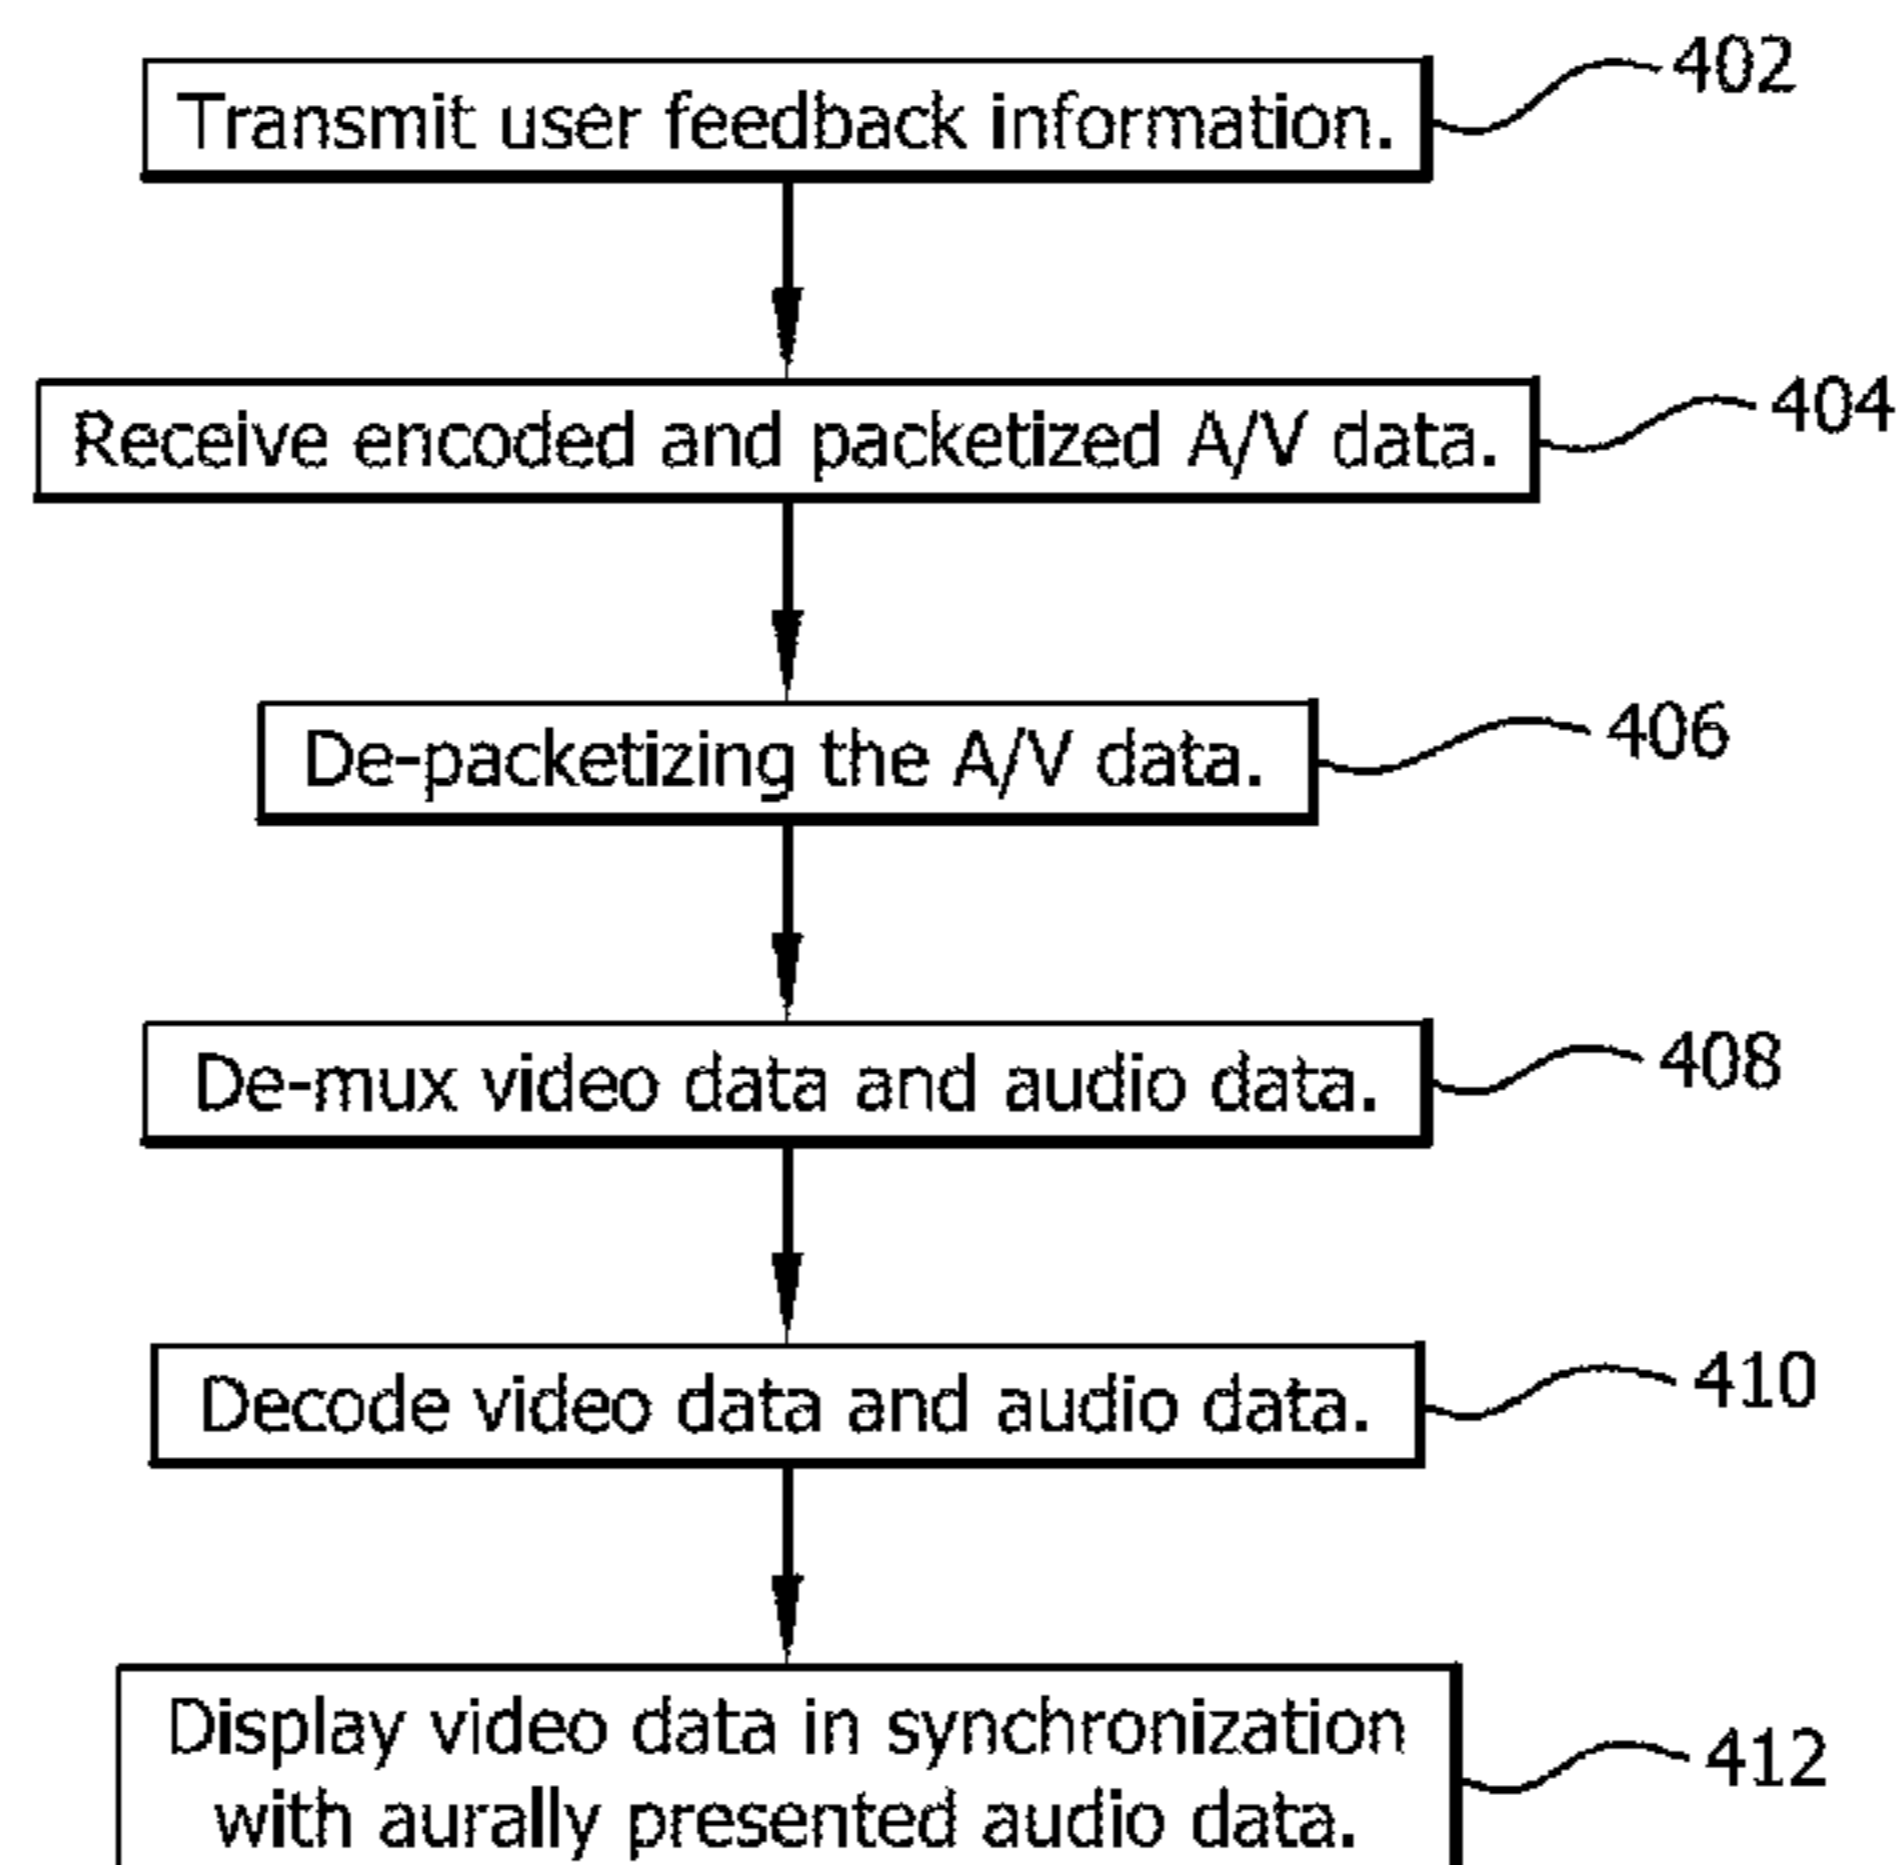 Transmit user feedback information.
402
Receive encoded and packetized A/V data.
404
De-packetizing the A/V data.
406
De-mux video data and audio data.
408
Decode video data and audio data.
410
Display video data in synchronization
with aurally presented audio data.
412